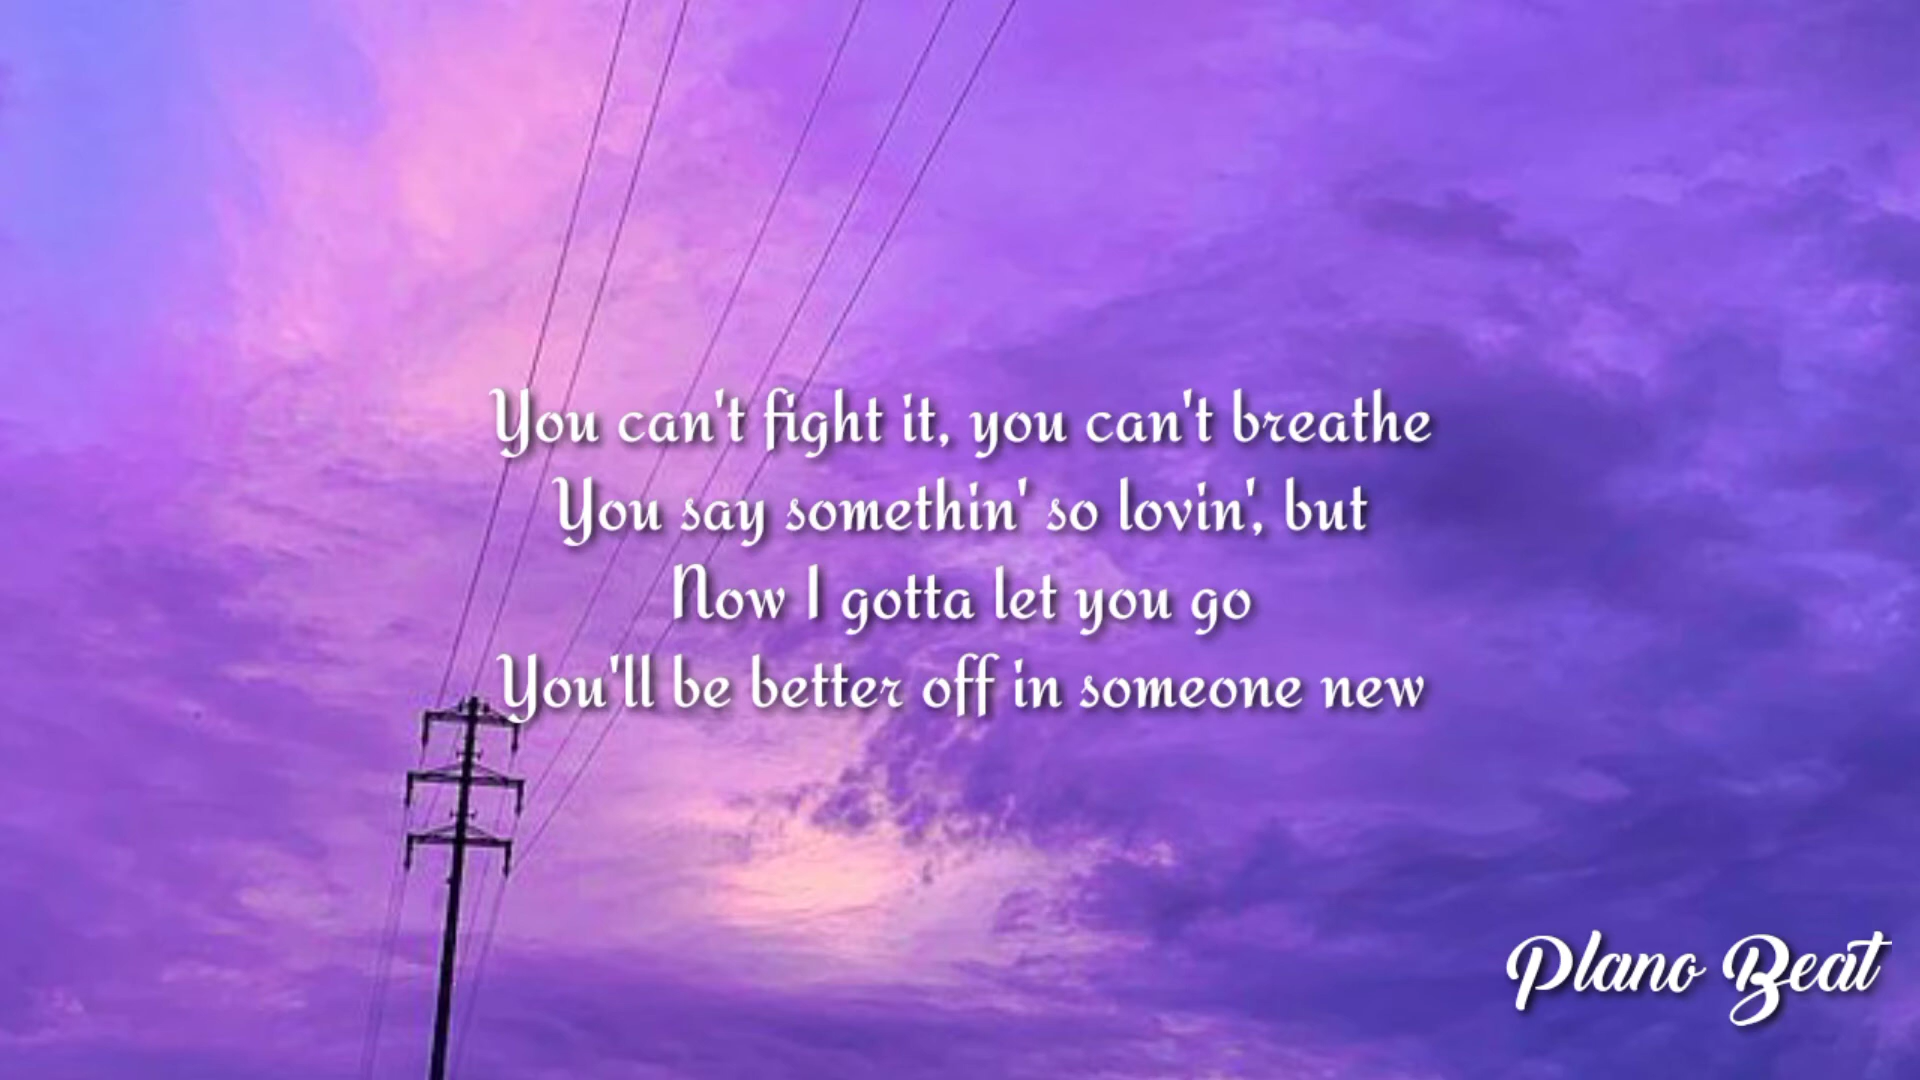 You can't fight it, you can't breathe
You say somethin' so lovin', but
Now I gotta let you go
You'll be better off in someone new
Plano Beat